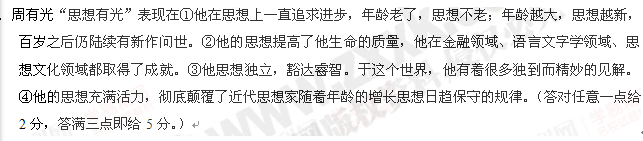 . 周有光“思想有光”表现在①他在思想上一直追求进步，年龄老了，思想不老；年龄越大，思想越新，
百岁之后仍陆续有新作问世。②他的思想提高了他生命的质量，他在金融领域、语言文字学领域、思
想文化领域都取得了成就。③他思想独立，豁达睿智。于这个世界，他有着很多独到而精妙的见解。
④他的思想充满活力，彻底颠覆了近代思想家随着年龄的增长思想日趋保守的规律。（答对任意一点给
2 分，答满三点即给 5 分。）